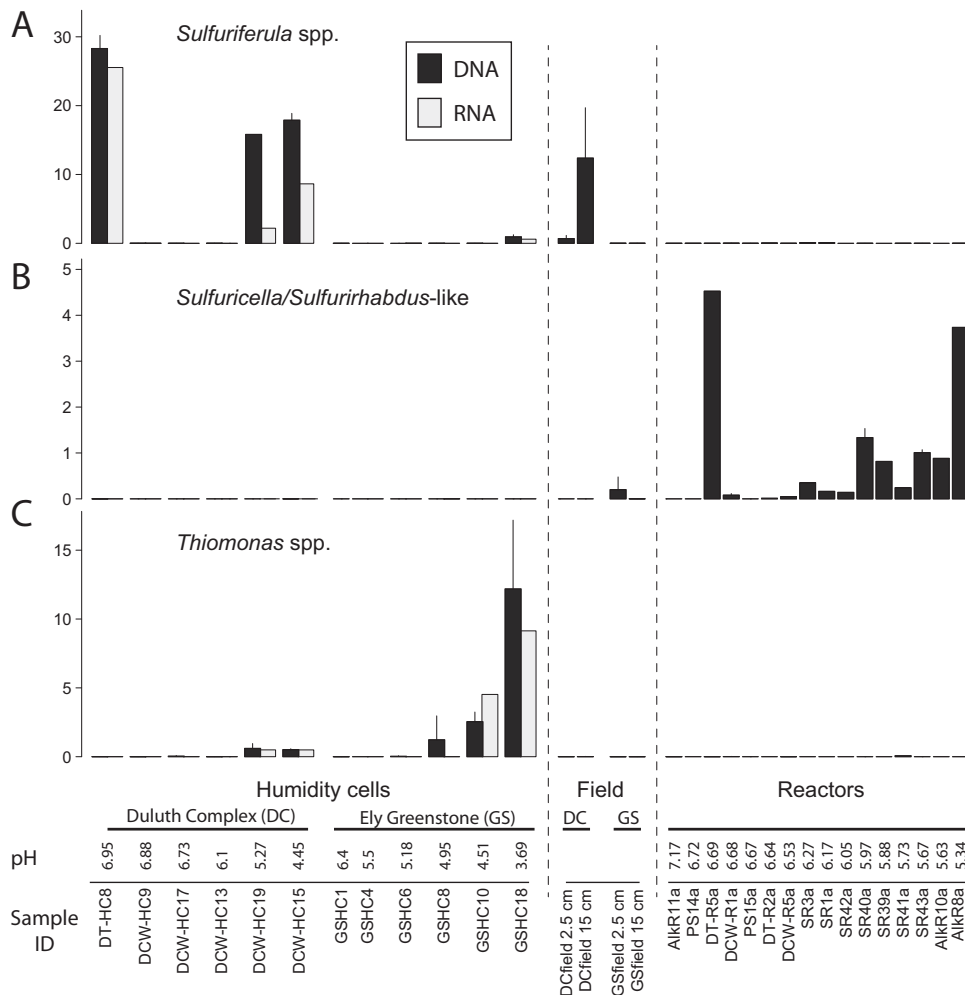 A
Sulfuriferula spp.
DNA
RNA
30
20
10
0
B
Sulfuricella/Sulfurirhabdus-like
5
4
3
2
1
0
C
Thiomonas spp.
15
10
5
0
Humidity cells
Field
Reactors
Duluth Complex (DC)
Ely Greenstone (GS)
DC
GS
pH
6.95
6.88
6.73
6.1
5.27
4.45
6.4
5.5
5.18
4.95
4.51
3.69
7.17
6.72
6.69
6.68
6.67
6.64
6.53
6.27
6.17
6.05
5.97
5.88
5.73
5.67
5.63
5.34
Sample
ID
DT-HC8
DCW-HC9
DCW-HC17
DCW-HC13
DCW-HC19
DCW-HC15
GSHC1
GSHC4
GSHC6
GSHC8
GSHC10
GSHC18
DCfield 2.5 cm
DCfield 15 cm
GSfield 2.5 cm
GSfield 15 cm
AlkR11a
PS14a
DT-R5a
DCW-R1a
PS15a
DT-R2a
DCW-R5a
SR3a
SR1a
SR42a
SR40a
SR39a
SR41a
SR43a
AlkR10a
AlkR8a